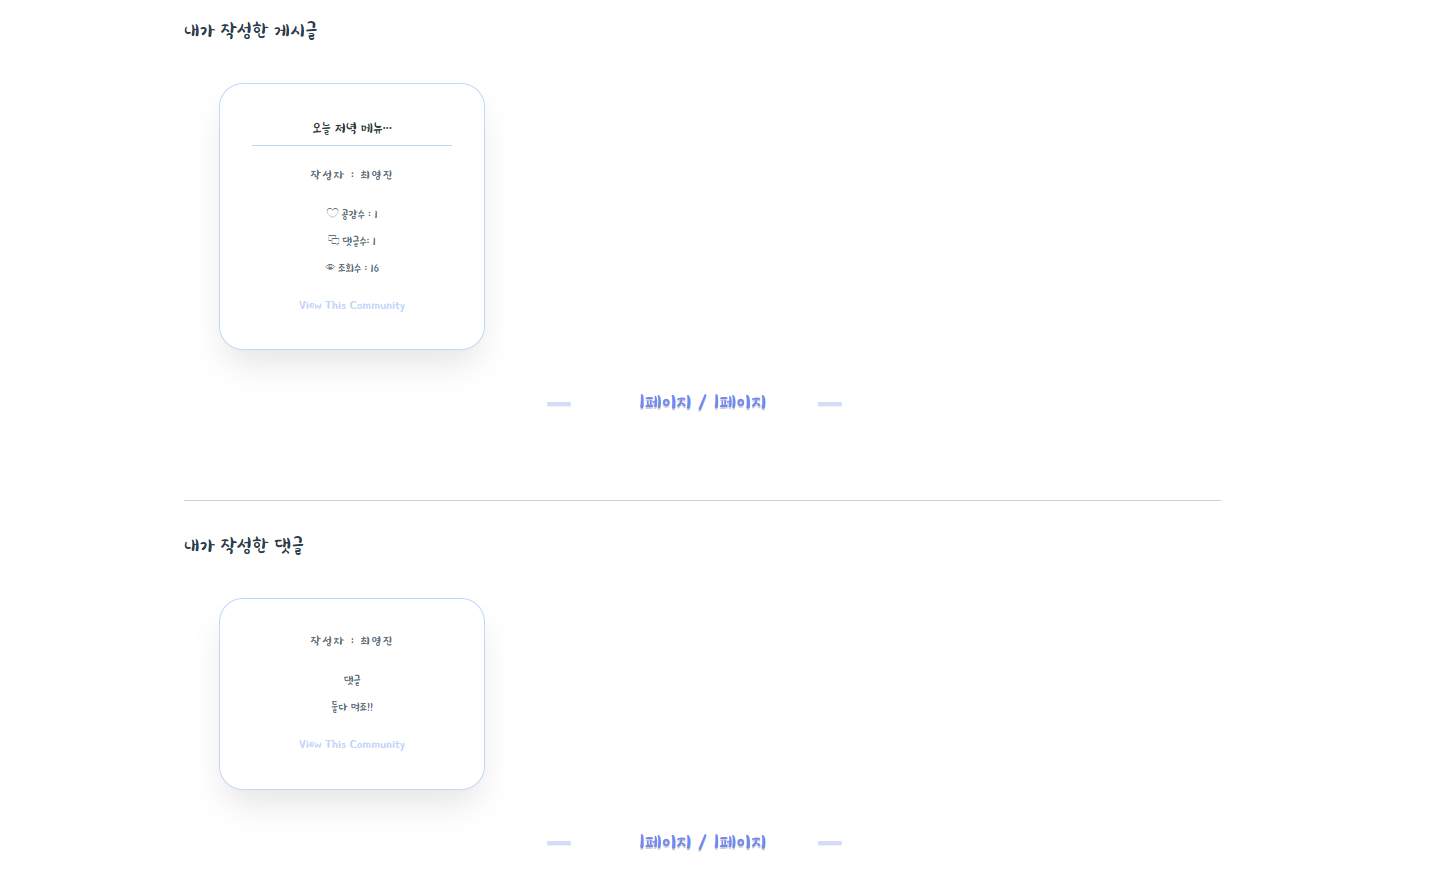 내가 작성한 게시글
오늘 저녁 메뉴...
작성자 : 최영진
공감수 : 1
댓글수: 1
조회수 : 16
View This Community
1페이지 / 1페이지
내가 작성한 댓글
작성자 : 최영진
댓글
둘다 먹죠!!
View This Community
1페이지 / 1페이지